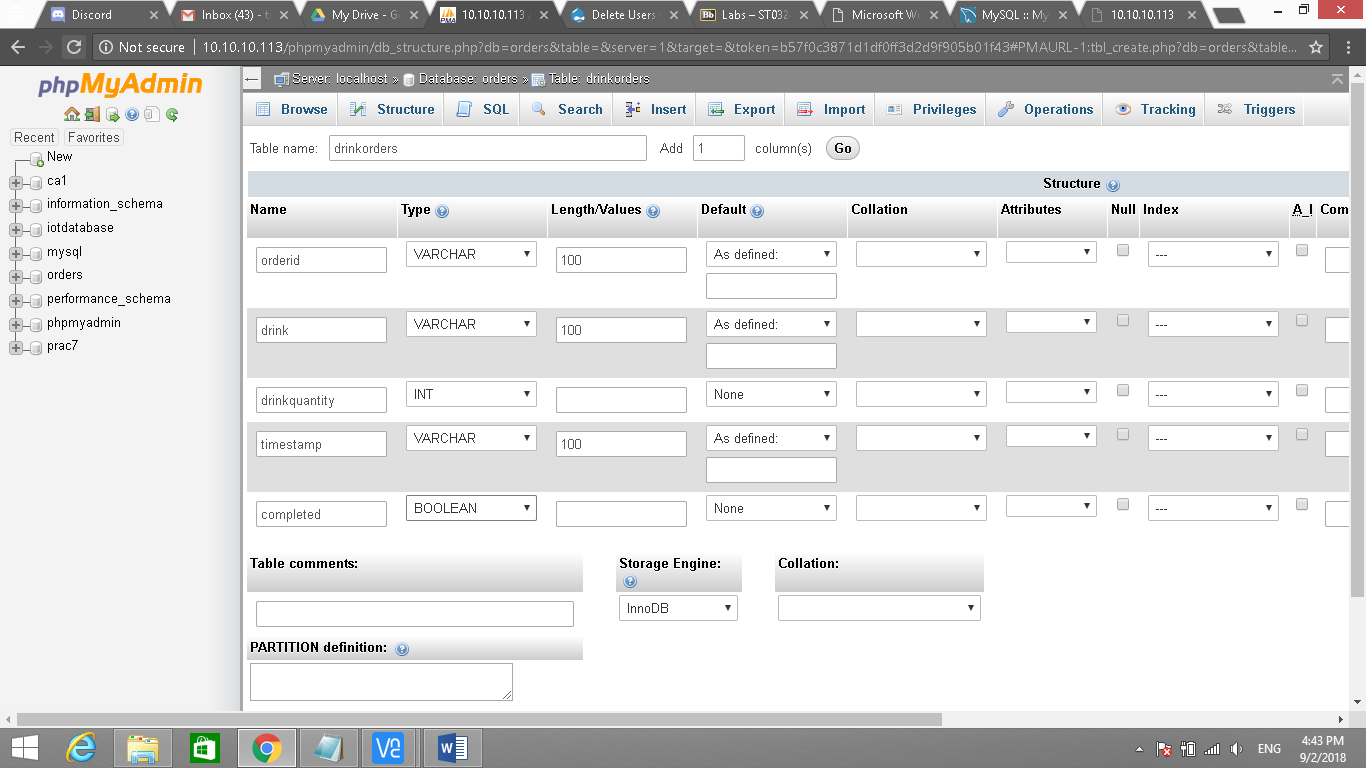 Discord
Inbox (43) - t
My Drive - Go
10.10.10.113 /
Delete Users
Labs – ST032
Microsoft Wo
MySQL :: My
10.10.10.113
Not secure | 10.10.10.113/phpmyadmin/db_structure.php?db=orders&table=&server=1&target=&token=b57f0c3871d1df0ff3d2d9f905b01f43#PMAURL-1:tbl_create.php?db=orders&table...
phpMyAdmin
Recent Favorites
New
ca1
information_schema
iotdatabase
mysql
orders
performance_schema
phpmyadmin
prac7
Server: localhost » Database: orders » Table: drinkorders
Browse Structure SQL Search Insert Export Import Privileges Operations Tracking Triggers
Table name: drinkorders Add 1 column(s) Go
Structure
Name Type Length/Values Default Collation Attributes Null Index A_I Com
orderid VARCHAR 100 As defined: ---
drink VARCHAR 100 As defined: ---
drinkquantity INT None ---
timestamp VARCHAR 100 As defined: ---
completed BOOLEAN None ---
Table comments: Storage Engine: Collation:
InnoDB
PARTITION definition:
ENG
4:43 PM
9/2/2018